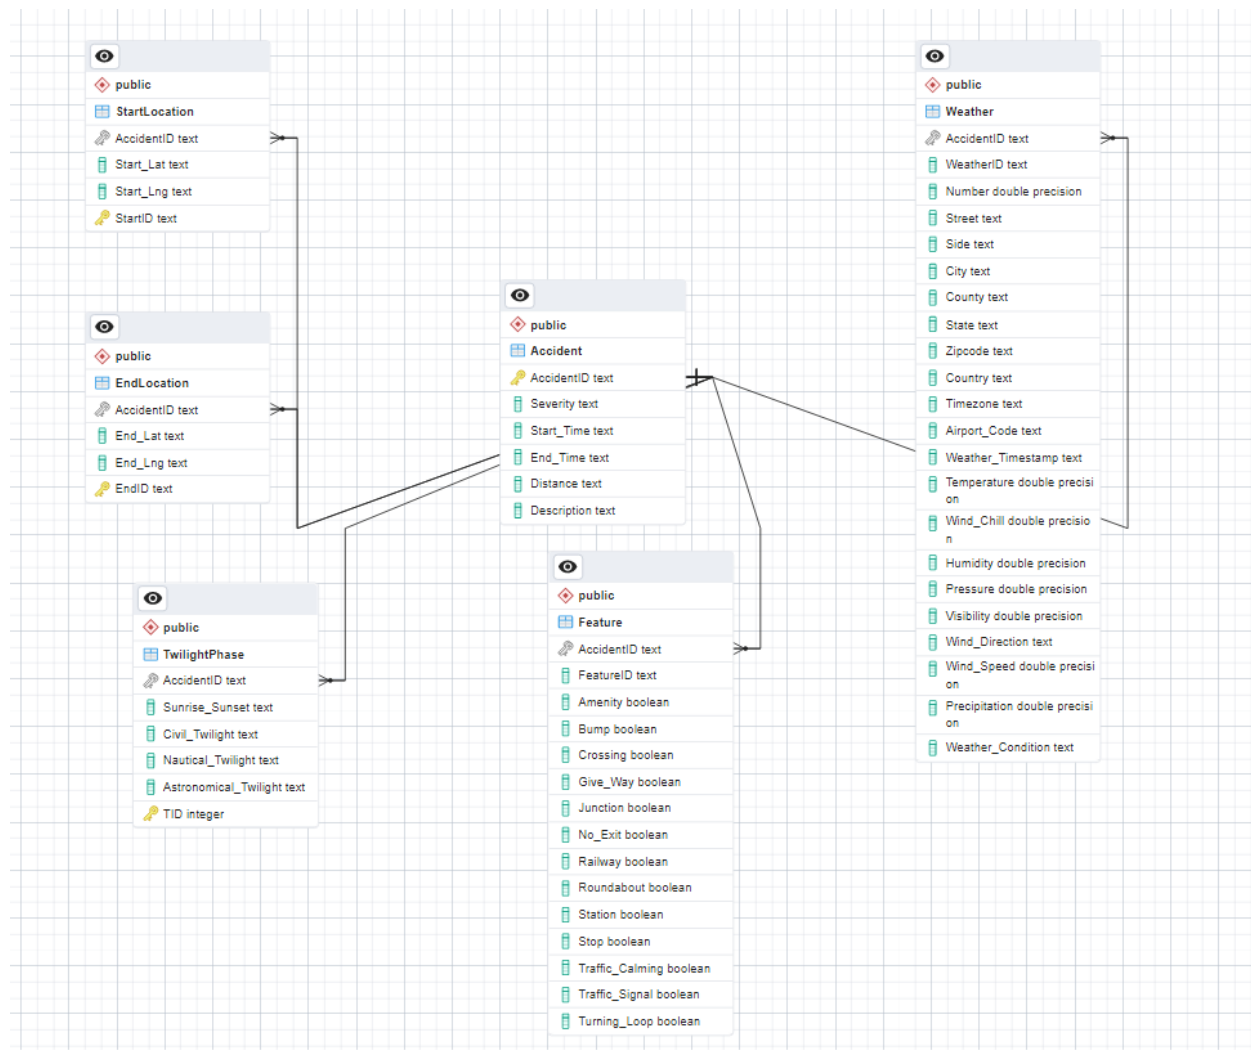 public
StartLocation
AccidentID text
Start_Lat text
Start_Lng text
StartID text
public
EndLocation
AccidentID text
End_Lat text
End_Lng text
EndID text
public
TwilightPhase
AccidentID text
Sunrise_Sunset text
Civil_Twilight text
Nautical_Twilight text
Astronomical_Twilight text
TID integer
public
Accident
AccidentID text
Severity text
Start_Time text
End_Time text
Distance text
Description text
public
Feature
AccidentID text
FeatureID text
Amenity boolean
Bump boolean
Crossing boolean
Give_Way boolean
Junction boolean
No_Exit boolean
Railway boolean
Roundabout boolean
Station boolean
Stop boolean
Traffic_Calming boolean
Traffic_Signal boolean
Turning_Loop boolean
public
Weather
AccidentID text
WeatherID text
Number double precision
Street text
Side text
City text
County text
State text
Zipcode text
Country text
Timezone text
Airport_Code text
Weather_Timestamp text
Temperature double precisi
on
Wind_Chill double precisio
n
Humidity double precision
Pressure double precision
Visibility double precision
Wind_Direction text
Wind_Speed double precisi
on
Precipitation double precisi
on
Weather_Condition text